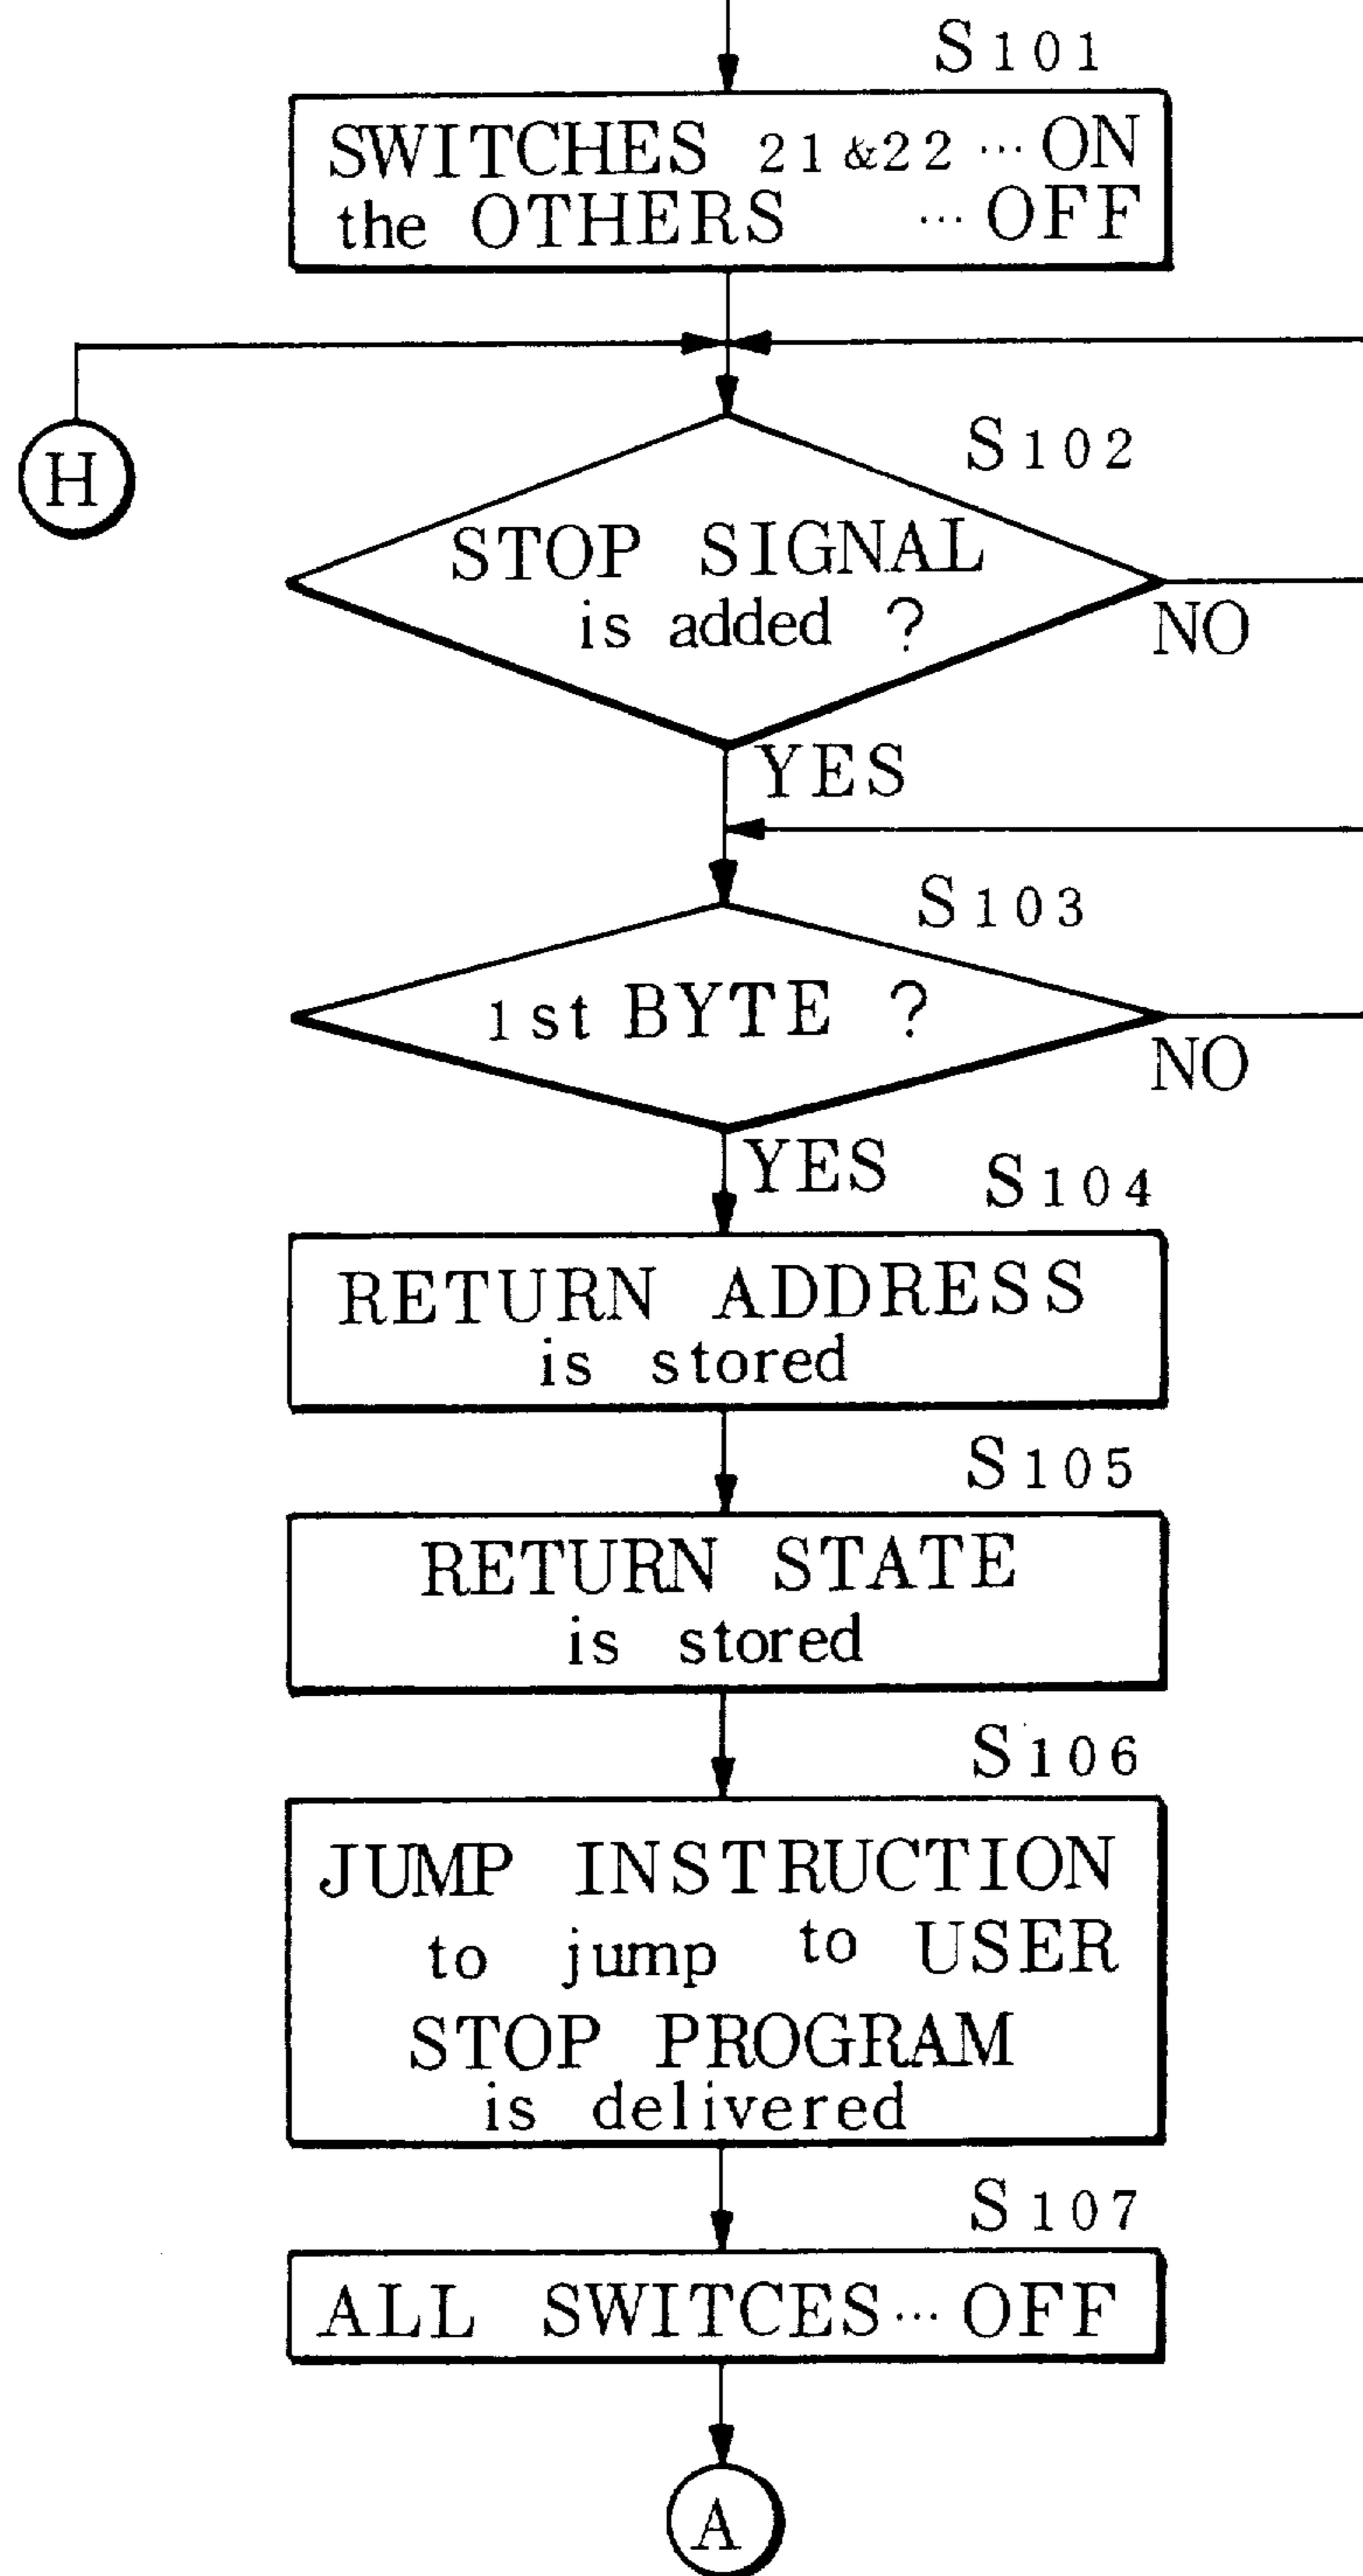 S101
SWITCHES 21&22 ··· ON
the OTHERS ··· OFF
H
S102
STOP SIGNAL
is added ?
NO
YES
S103
1st BYTE ?
NO
YES
S104
RETURN ADDRESS
is stored
S105
RETURN STATE
is stored
S106
JUMP INSTRUCTION
to jump to USER
STOP PROGRAM
is delivered
S107
ALL SWITCES ··· OFF
A